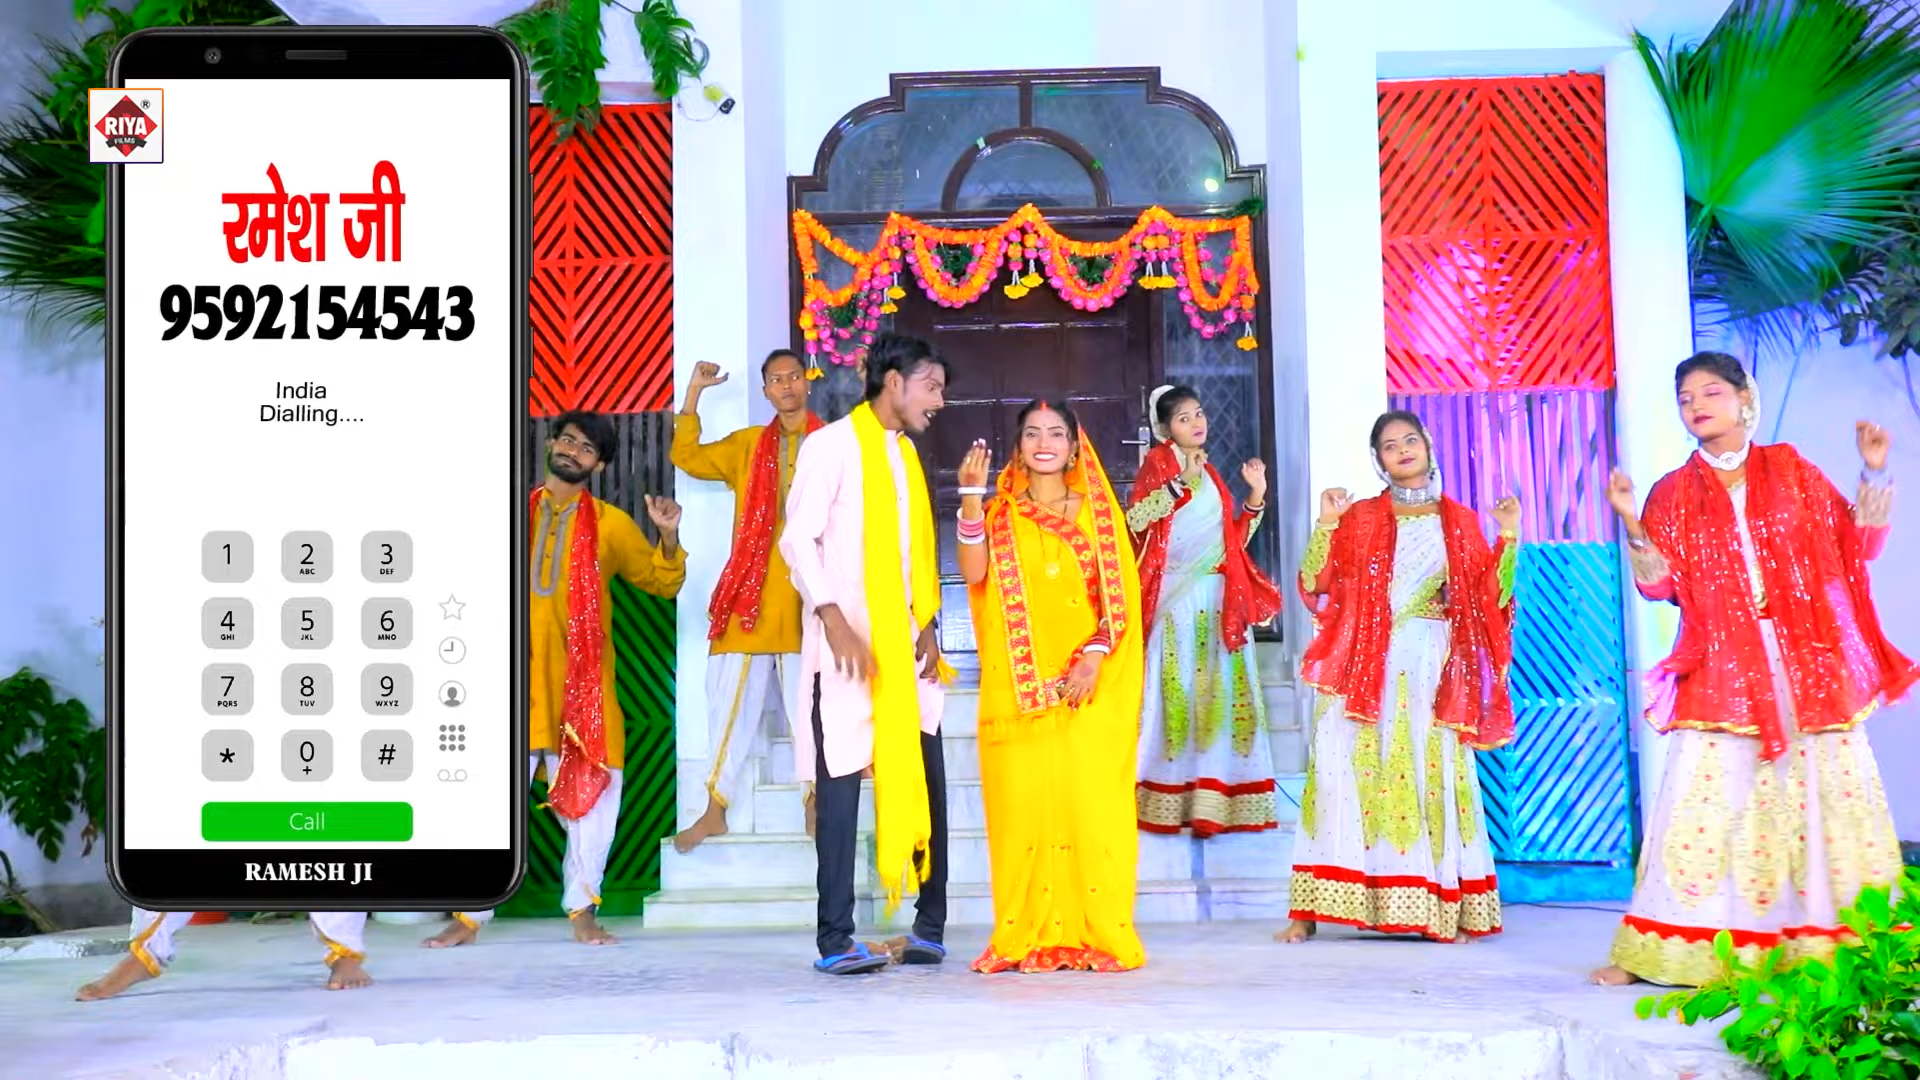 RIYA
FILMS
®
रमेश जी
9592154543
India
Dialling....
1
2
ABC
3
DEF
4
GHI
5
JKL
6
MNO
7
PQRS
8
TUV
9
WXYZ
*
0
+
#
Call
RAMESH JI